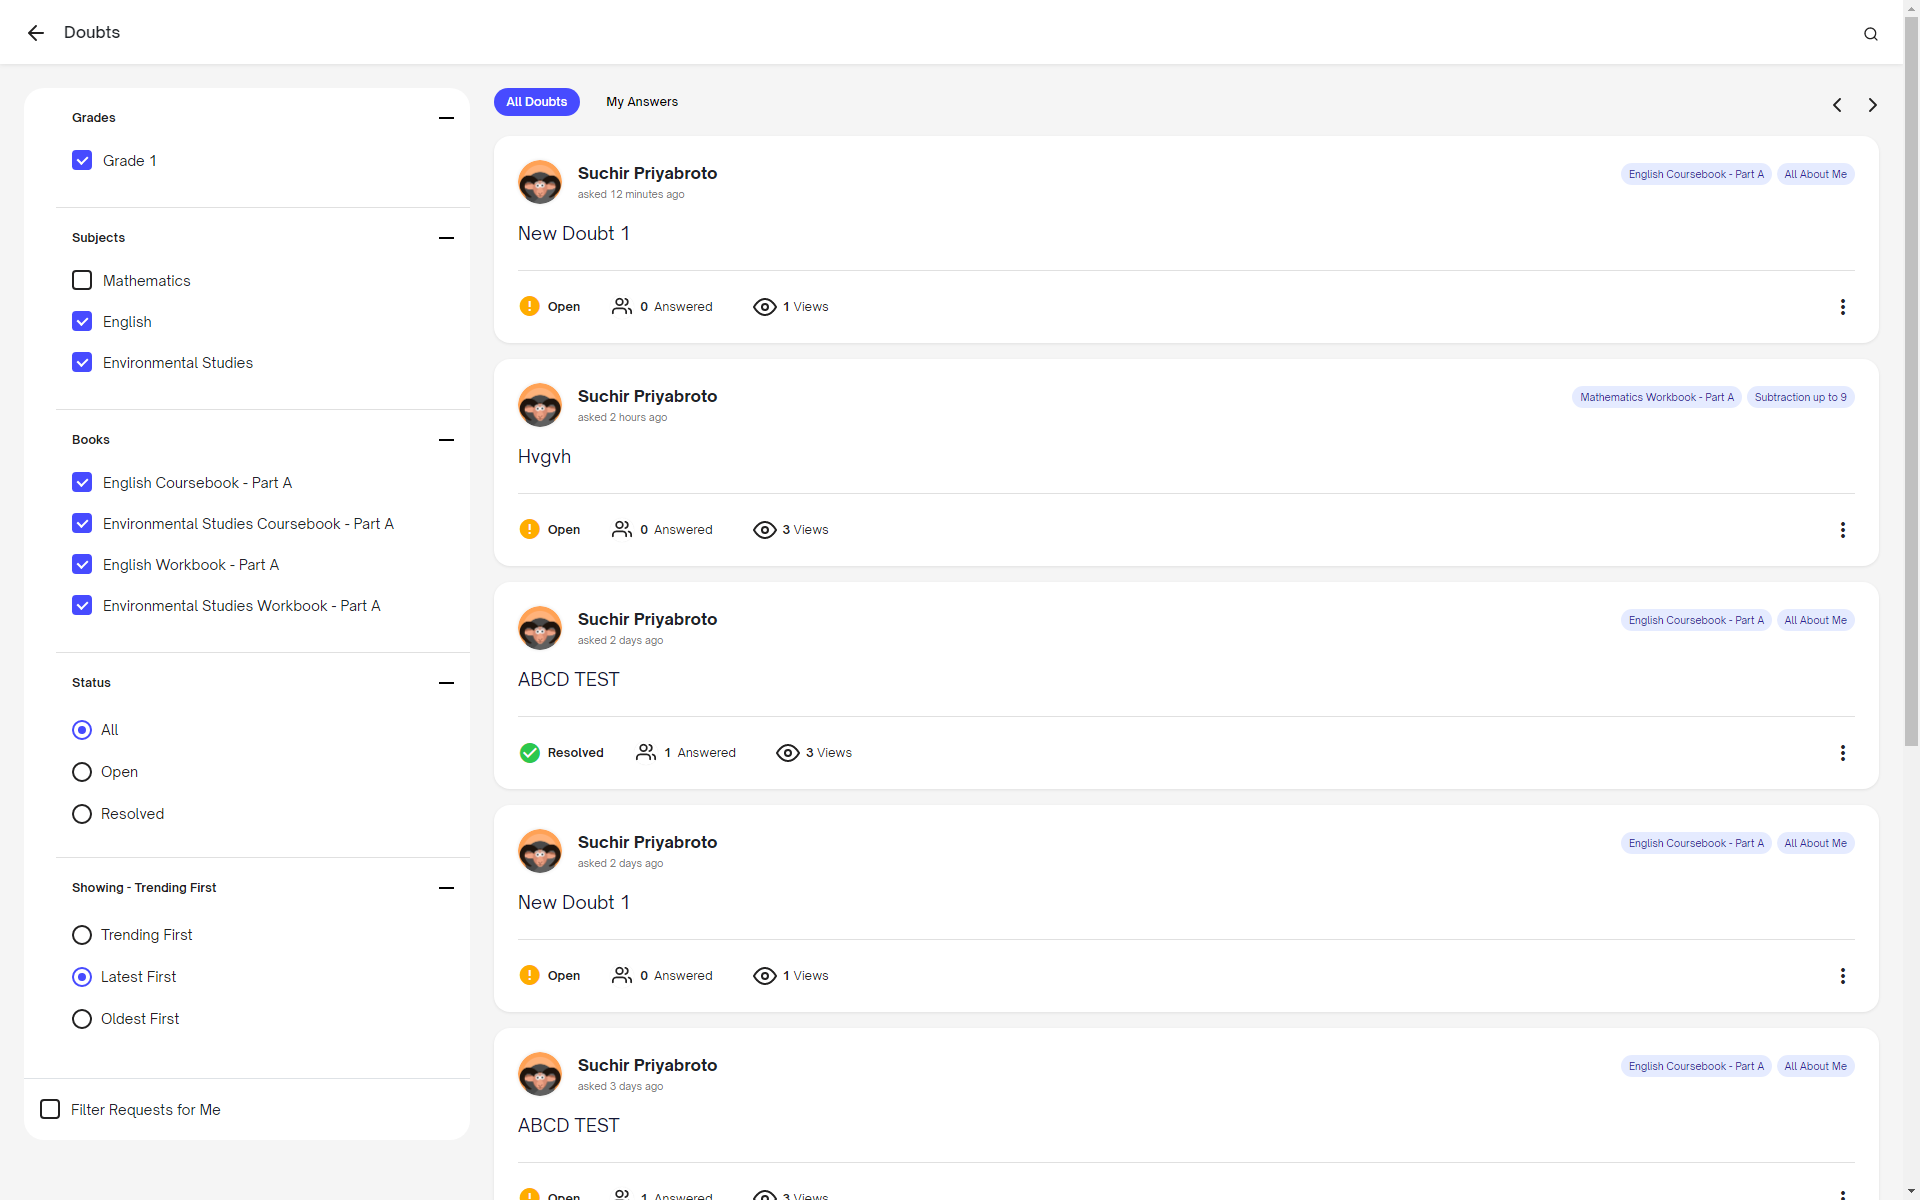 Doubts
Grades
Grade 1
Subjects
Mathematics
English
Environmental Studies
Books
English Coursebook - Part A
Environmental Studies Coursebook - Part A
English Workbook - Part A
Environmental Studies Workbook - Part A
Status
All
Open
Resolved
Showing - Trending First
Trending First
Latest First
Oldest First
Filter Requests for Me
All Doubts My Answers
Suchir Priyabroto English Coursebook - Part A All About Me
asked 12 minutes ago
New Doubt 1
Open 0 Answered 1 Views
Suchir Priyabroto Mathematics Workbook - Part A Subtraction up to 9
asked 2 hours ago
Hvgvh
Open 0 Answered 3 Views
Suchir Priyabroto English Coursebook - Part A All About Me
asked 2 days ago
ABCD TEST
Resolved 1 Answered 3 Views
Suchir Priyabroto English Coursebook - Part A All About Me
asked 2 days ago
New Doubt 1
Open 0 Answered 1 Views
Suchir Priyabroto English Coursebook - Part A All About Me
asked 3 days ago
ABCD TEST
Open 1 Answered 3 Views